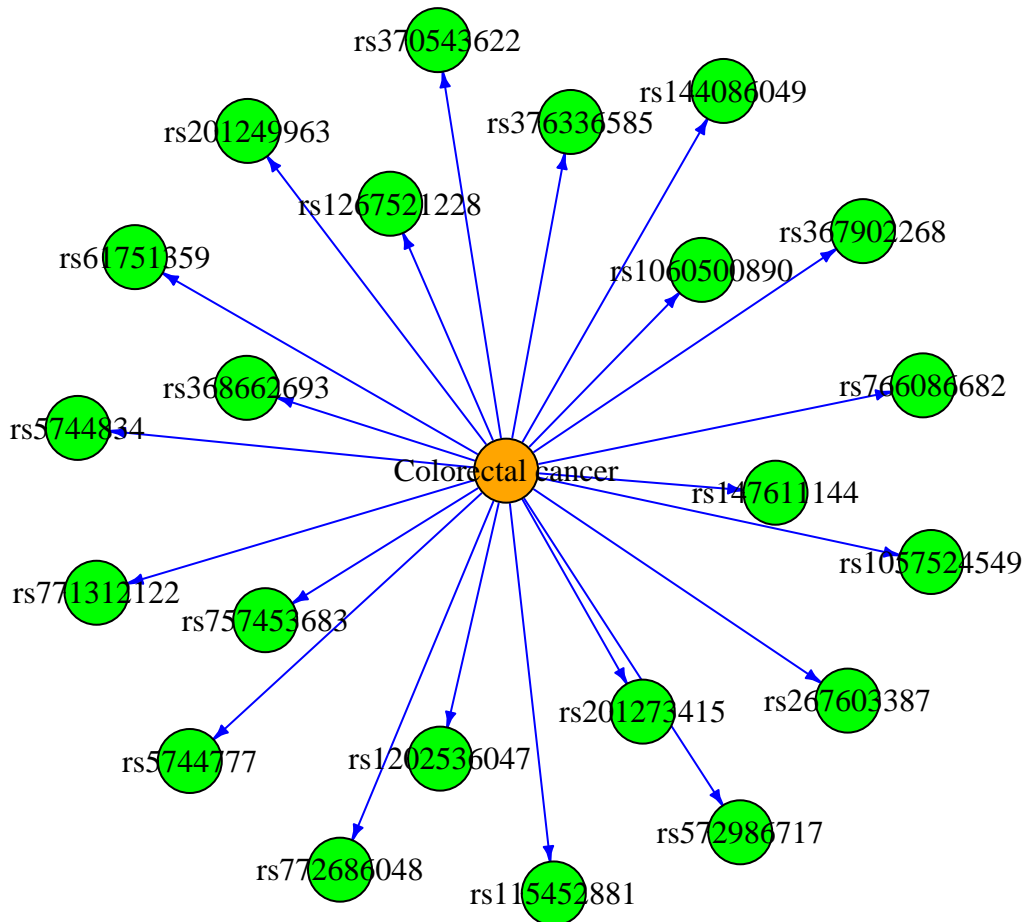 rs370543622
rs144086049
rs376336585
rs201249963
rs1267521228
rs367902268
rs61751359
rs1060500890
rs766086682
rs368662693
rs5744834
Colorectal cancer
rs147611144
rs1057524549
rs771312122
rs757453683
rs267603387
rs201273415
rs5744777
rs1202536047
rs572986717
rs772686048
rs115452881